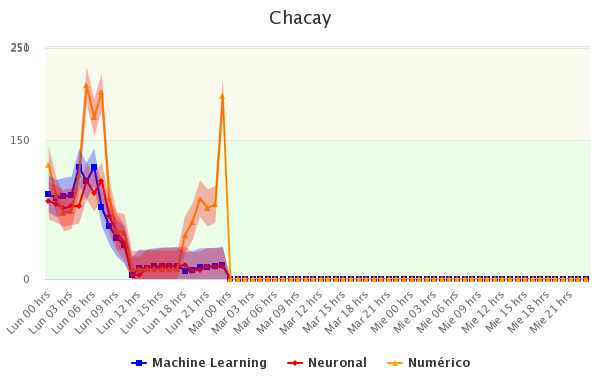 Chacay
251
250
150
0
Lun 00 hrs
Lun 03 hrs
Lun 06 hrs
Lun 09 hrs
Lun 12 hrs
Lun 15 hrs
Lun 18 hrs
Lun 21 hrs
Mar 00 hrs
Mar 03 hrs
Mar 06 hrs
Mar 09 hrs
Mar 12 hrs
Mar 15 hrs
Mar 18 hrs
Mar 21 hrs
Mie 00 hrs
Mie 03 hrs
Mie 06 hrs
Mie 09 hrs
Mie 12 hrs
Mie 15 hrs
Mie 18 hrs
Mie 21 hrs
Machine Learning Neuronal Numérico